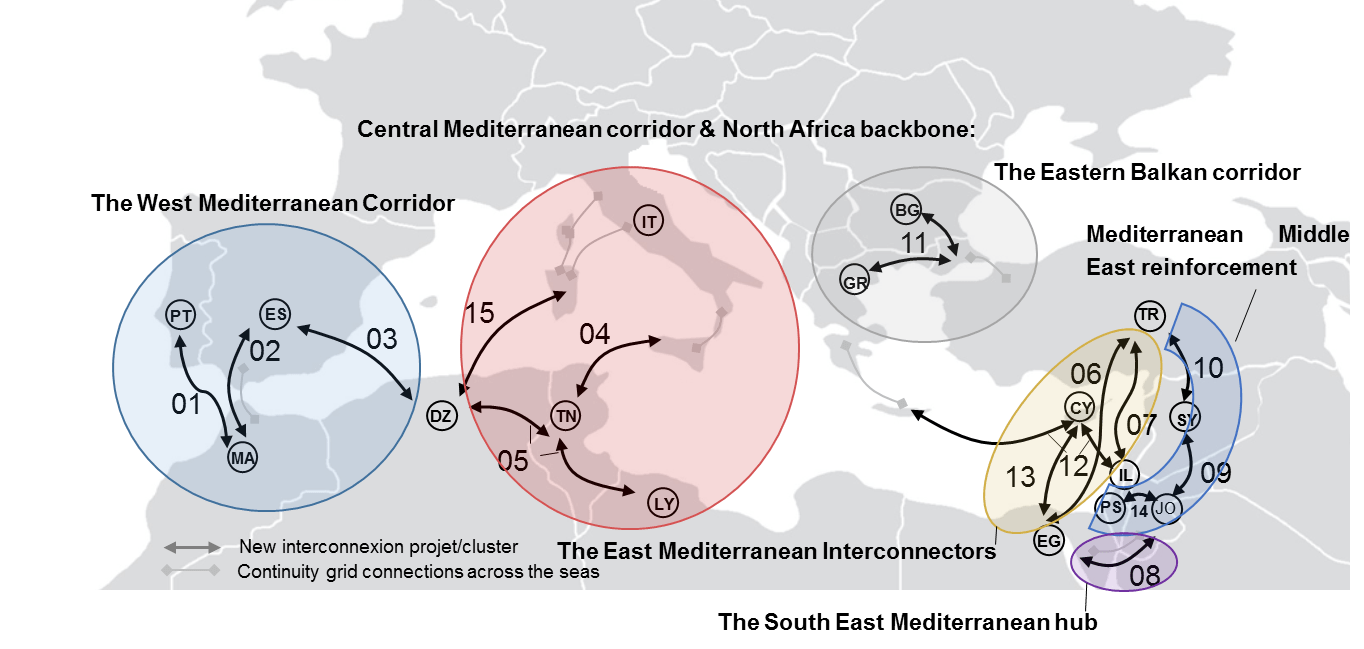 Central Mediterranean corridor & North Africa backbone:
The Eastern Balkan corridor
The West Mediterranean Corridor
Mediterranean Middle
East reinforcement
BG
IT
11
GR
PT
ES
15
03
04
02
TR
10
06
01
DZ
TN
CY
SY
07
MA
05
13
12
IL
09
LY
PS
14
JO
EG
New interconnexion projet/cluster
The East Mediterranean Interconnectors
Continuity grid connections across the seas
08
The South East Mediterranean hub